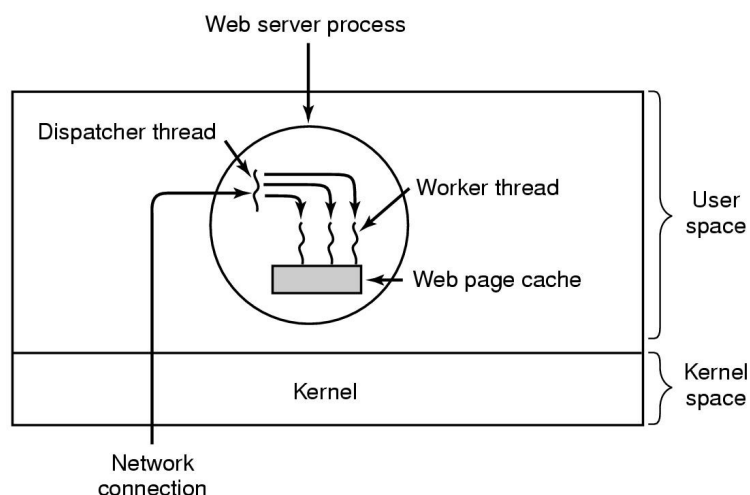 Web server process
Dispatcher thread
Worker thread
User
space
Web page cache
Kernel
Kernel
space
Network
connection